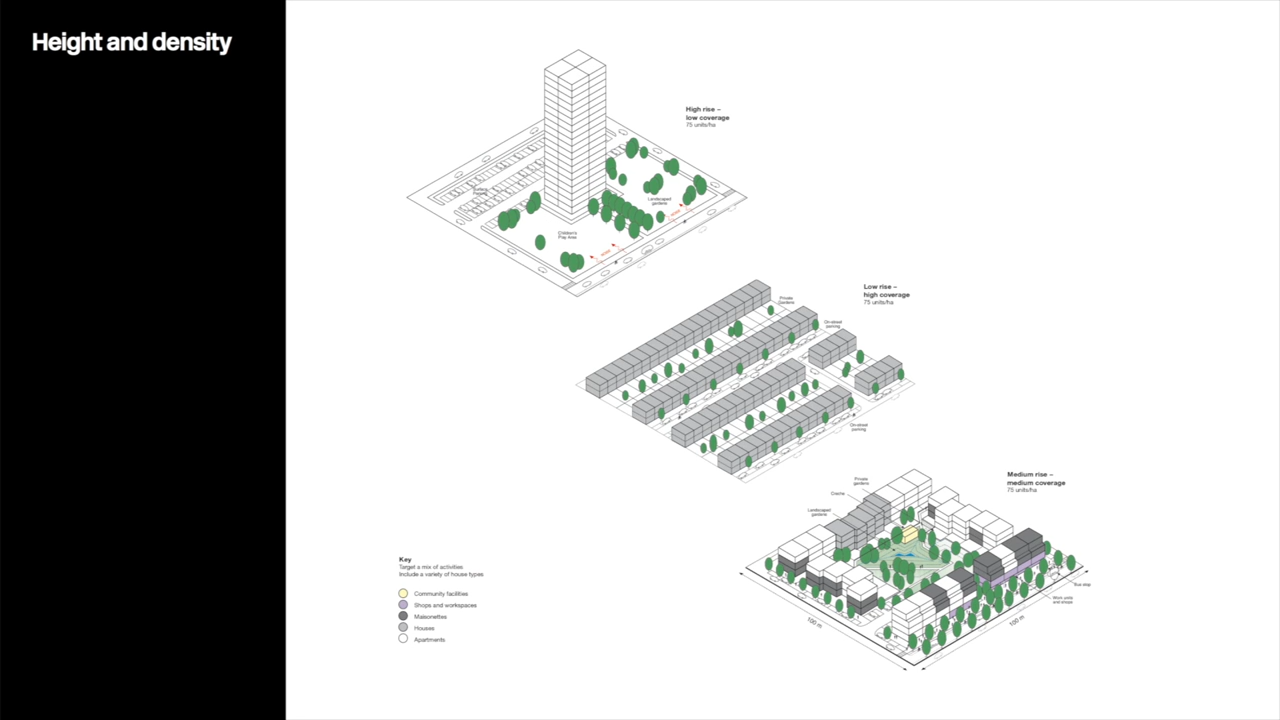 Height and density
High rise –
low coverage
75 units/ha
Surface
Parking
Landscaped
gardens
Children's
Play Area
Low rise –
high coverage
75 units/ha
Private
Gardens
On-street
parking
On-street
parking
Medium rise –
medium coverage
75 units/ha
Private
gardens
Creche
Landscaped
gardens
Bus stop
Work units
and shops
100 m
100 m
Key
Target a mix of activities
Include a variety of house types
Community facilities
Shops and workspaces
Maisonettes
Houses
Apartments